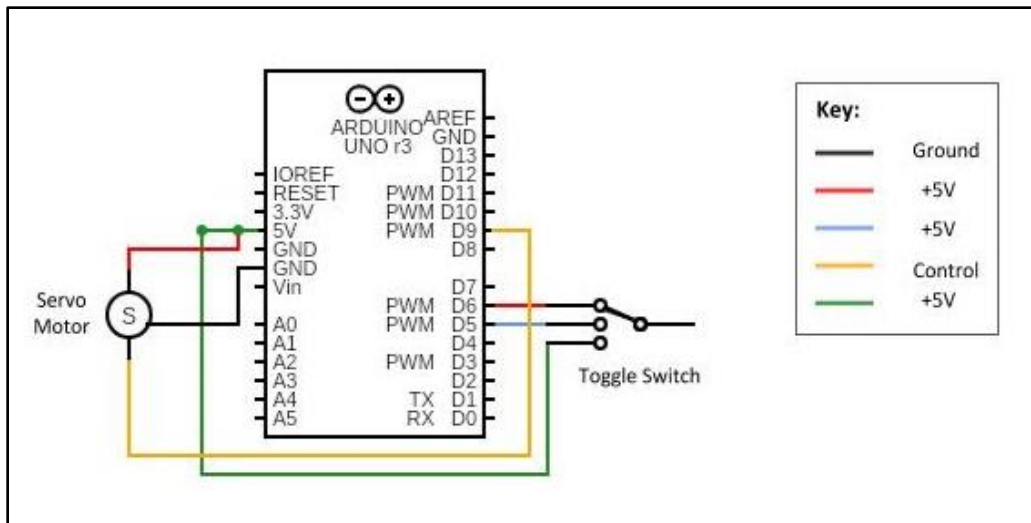 ARDUINO
UNO r3
IOREF
RESET
3.3V
5V
GND
GND
Vin
A0
A1
A2
A3
A4
A5
AREF
GND
D13
D12
PWM D11
PWM D10
PWM D9
D8
D7
PWM D6
PWM D5
D4
PWM D3
D2
TX D1
RX D0
Servo
Motor
S
Toggle Switch
Key:
Ground
+5V
+5V
Control
+5V